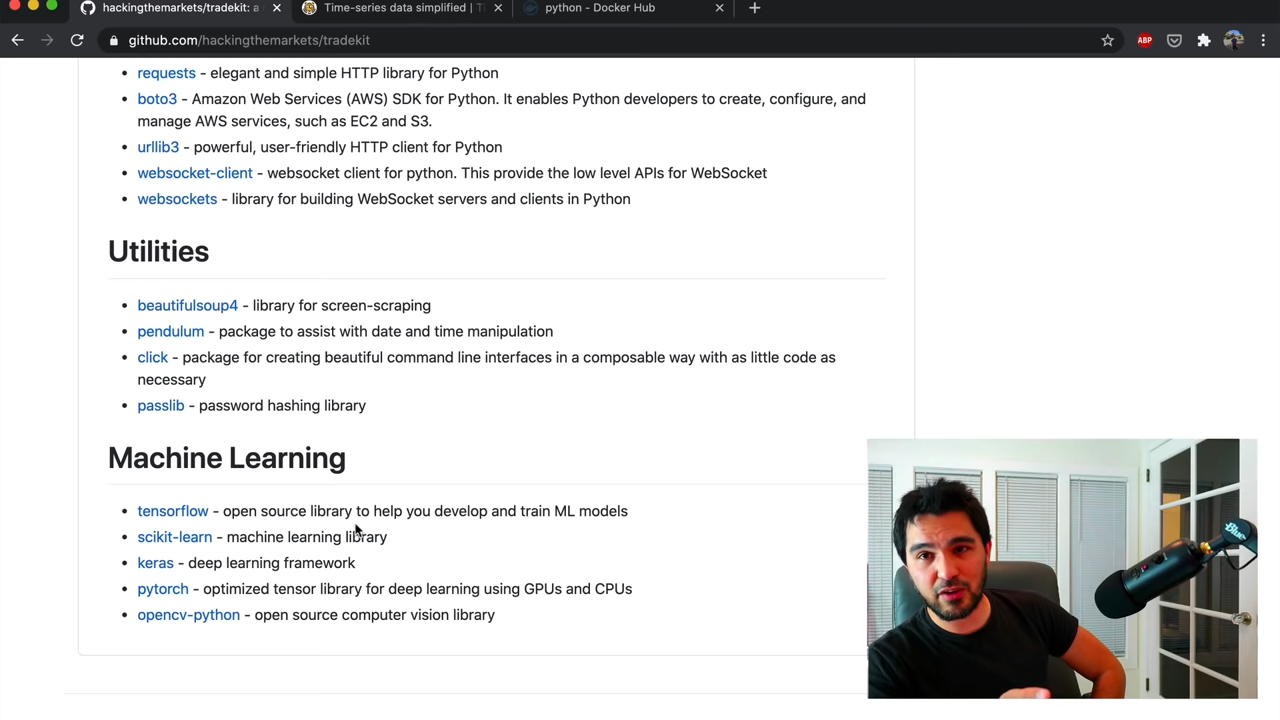 hackingthemarkets/tradekit: a
Time-series data simplified | Ti
python - Docker Hub
github.com/hackingthemarkets/tradekit
ABP
• requests - elegant and simple HTTP library for Python
• boto3 - Amazon Web Services (AWS) SDK for Python. It enables Python developers to create, configure, and
manage AWS services, such as EC2 and S3.
• urllib3 - powerful, user-friendly HTTP client for Python
• websocket-client - websocket client for python. This provide the low level APIs for WebSocket
• websockets - library for building WebSocket servers and clients in Python
Utilities
• beautifulsoup4 - library for screen-scraping
• pendulum - package to assist with date and time manipulation
• click - package for creating beautiful command line interfaces in a composable way with as little code as
necessary
• passlib - password hashing library
Machine Learning
• tensorflow - open source library to help you develop and train ML models
• scikit-learn - machine learning library
• keras - deep learning framework
• pytorch - optimized tensor library for deep learning using GPUs and CPUs
• opencv-python - open source computer vision library
Blue